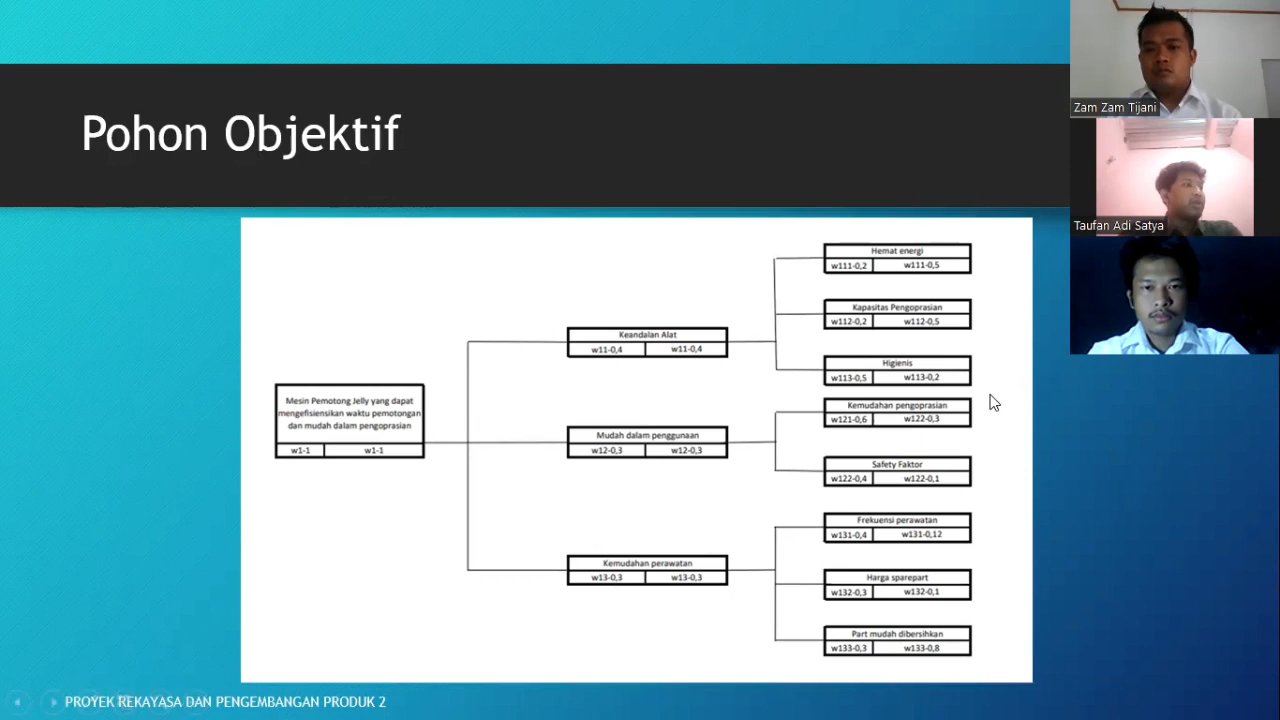 Pohon Objektif
Zam Zam Tijani
Taufan Adi Satya
Mesin Pemotong Jelly yang dapat
mengefisiensikan waktu pemotongan
dan mudah dalam pengoprasian
w1-1 w1-1
Keandalan Alat
w11-0,4 w11-0,4
Mudah dalam penggunaan
w12-0,3 w12-0,3
Kemudahan perawatan
w13-0,3 w13-0,3
Hemat energi
w111-0,2 w111-0,5
Kapasitas Pengoprasian
w112-0,2 w112-0,5
Higienis
w113-0,5 w113-0,2
Kemudahan pengoprasian
w121-0,6 w122-0,3
Safety Faktor
w122-0,4 w122-0,1
Frekuensi perawatan
w131-0,4 w131-0,12
Harga sparepart
w132-0,3 w132-0,1
Part mudah dibersihkan
w133-0,3 w133-0,8
PROYEK REKAYASA DAN PENGEMBANGAN PRODUK 2